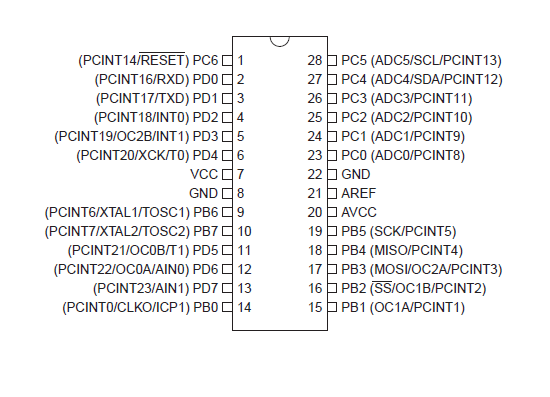 (PCINT14/RESET) PC6 1 28 PC5 (ADC5/SCL/PCINT13)
(PCINT16/RXD) PD0 2 27 PC4 (ADC4/SDA/PCINT12)
(PCINT17/TXD) PD1 3 26 PC3 (ADC3/PCINT11)
(PCINT18/INT0) PD2 4 25 PC2 (ADC2/PCINT10)
(PCINT19/OC2B/INT1) PD3 5 24 PC1 (ADC1/PCINT9)
(PCINT20/XCK/T0) PD4 6 23 PC0 (ADC0/PCINT8)
VCC 7 22 GND
GND 8 21 AREF
(PCINT6/XTAL1/TOSC1) PB6 9 20 AVCC
(PCINT7/XTAL2/TOSC2) PB7 10 19 PB5 (SCK/PCINT5)
(PCINT21/OC0B/T1) PD5 11 18 PB4 (MISO/PCINT4)
(PCINT22/OC0A/AIN0) PD6 12 17 PB3 (MOSI/OC2A/PCINT3)
(PCINT23/AIN1) PD7 13 16 PB2 (SS/OC1B/PCINT2)
(PCINT0/CLKO/ICP1) PB0 14 15 PB1 (OC1A/PCINT1)